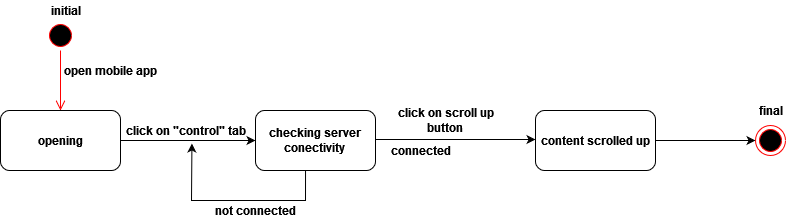 initial
open mobile app
opening
click on "control" tab
checking server
conectivity
not connected
click on scroll up
button
connected
content scrolled up
final